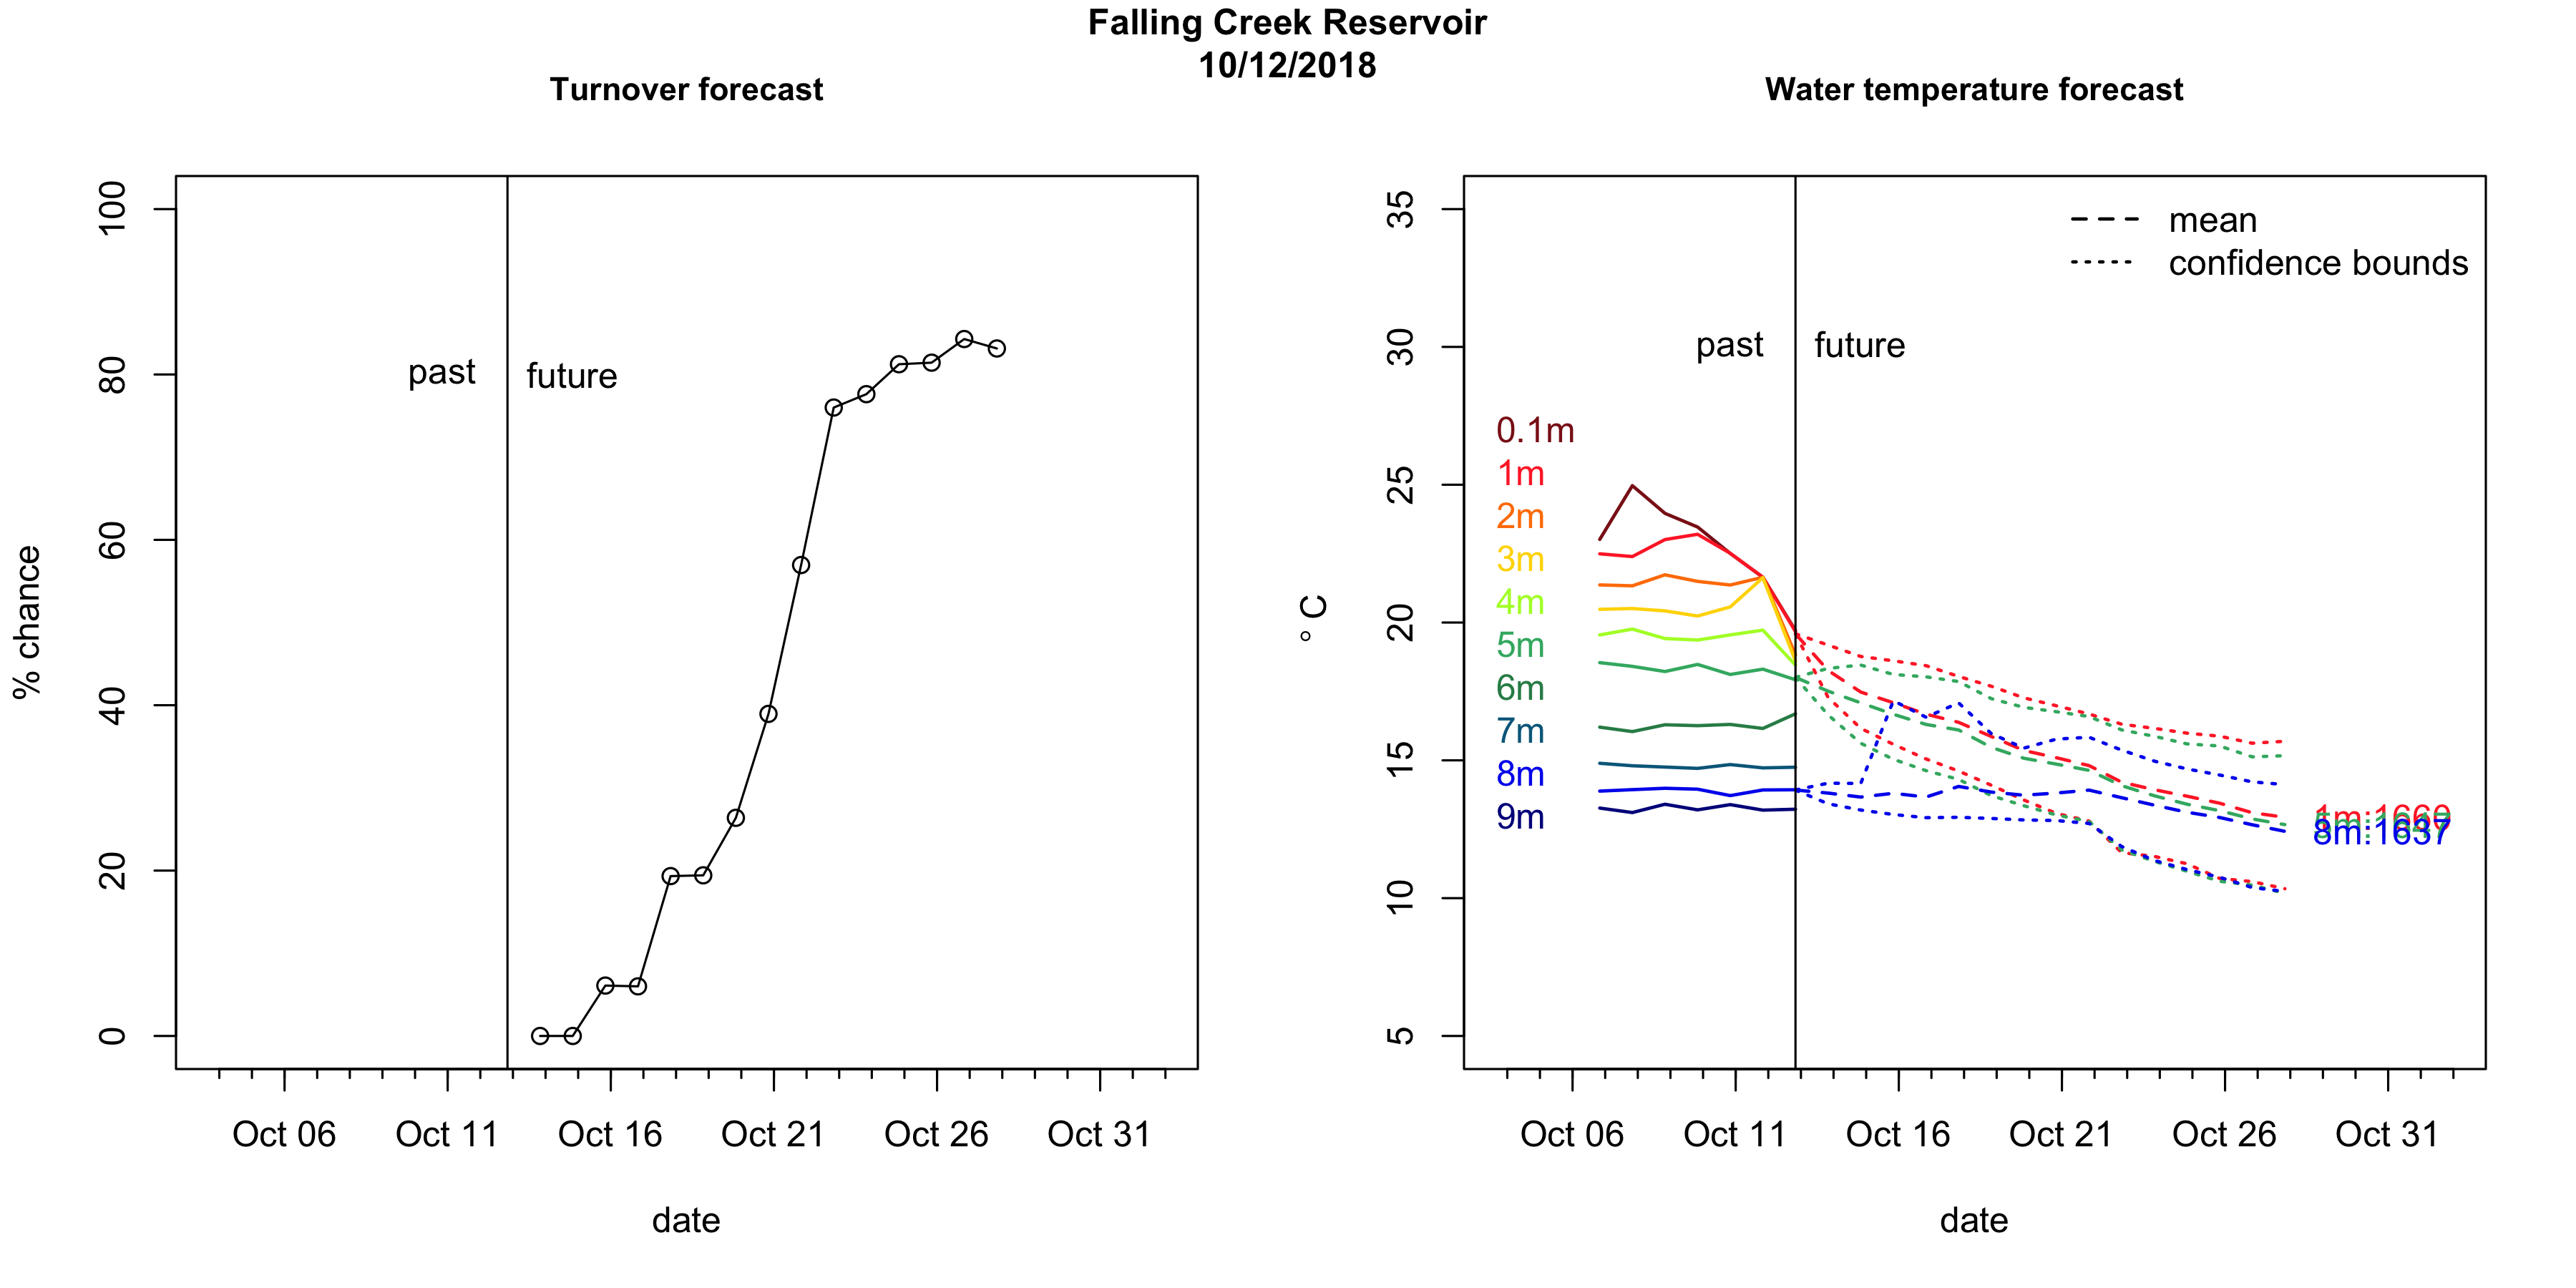 Falling Creek Reservoir
10/12/2018
Turnover forecast
% chance
100
80
60
40
20
0
past
future
Oct 06
Oct 11
Oct 16
Oct 21
Oct 26
Oct 31
date
Water temperature forecast
° C
35
30
25
20
15
10
5
mean
confidence bounds
past
future
0.1m
1m
2m
3m
4m
5m
6m
7m
8m
9m
8m:1637
Oct 06
Oct 11
Oct 16
Oct 21
Oct 26
Oct 31
date